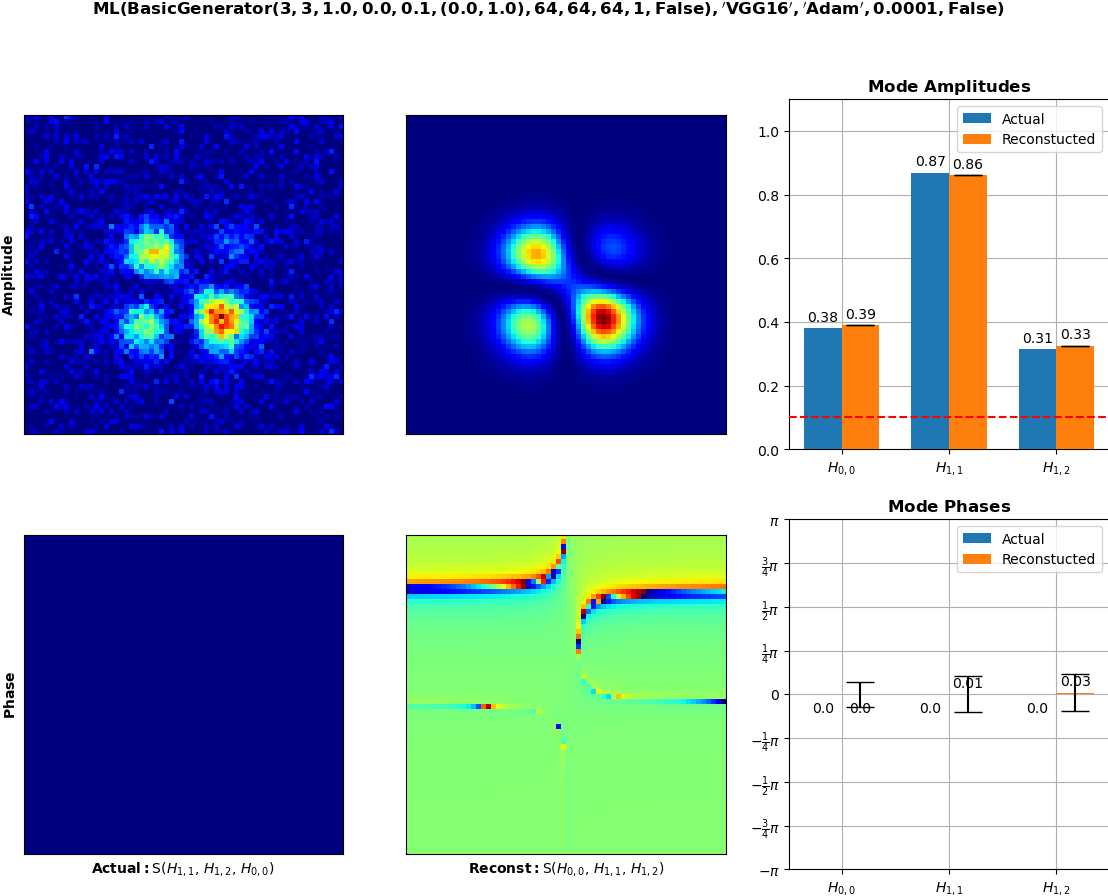 ML(BasicGenerator(3, 3, 1.0, 0.0, 0.1, (0.0, 1.0), 64, 64, 64, 1, False), ′VGG16′, ′Adam′, 0.0001, False)
Amplitude
Mode Amplitudes
Actual
Reconstucted
1.0
0.8
0.6
0.4
0.2
0.0
0.38
0.39
0.87
0.86
0.31
0.33
H0,0
H1,1
H1,2
Phase
Actual: S(H1,1, H1,2, H0,0)
Reconst: S(H0,0, H1,1, H1,2)
Mode Phases
Actual
Reconstucted
π
3/4π
1/2π
1/4π
0
−1/4π
−1/2π
−3/4π
−π
0.0
0.0
0.0
0.01
0.0
0.03
H0,0
H1,1
H1,2